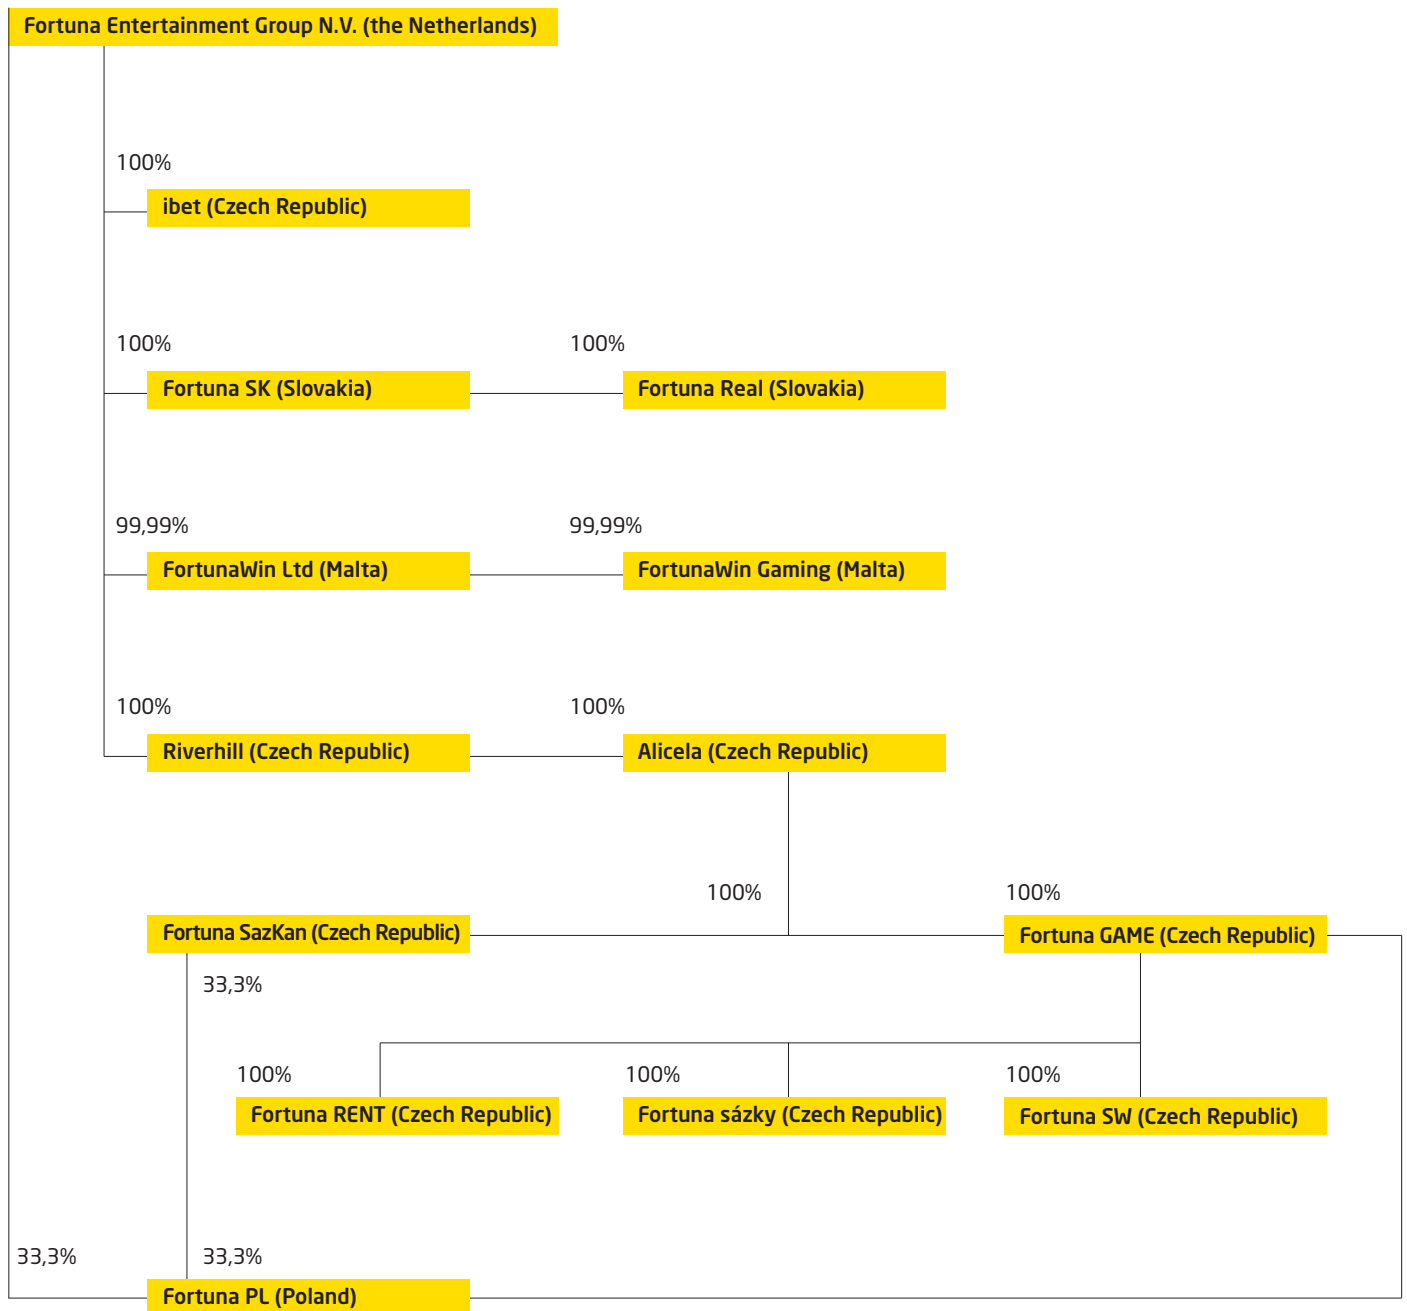 Fortuna Entertainment Group N.V. (the Netherlands)
100%
ibet (Czech Republic)
100%
100%
Fortuna SK (Slovakia)
Fortuna Real (Slovakia)
99,99%
99,99%
FortunaWin Ltd (Malta)
FortunaWin Gaming (Malta)
100%
100%
Riverhill (Czech Republic)
Alicela (Czech Republic)
100%
100%
Fortuna SazKan (Czech Republic)
Fortuna GAME (Czech Republic)
33,3%
100%
100%
100%
Fortuna RENT (Czech Republic)
Fortuna sázky (Czech Republic)
Fortuna SW (Czech Republic)
33,3%
33,3%
Fortuna PL (Poland)